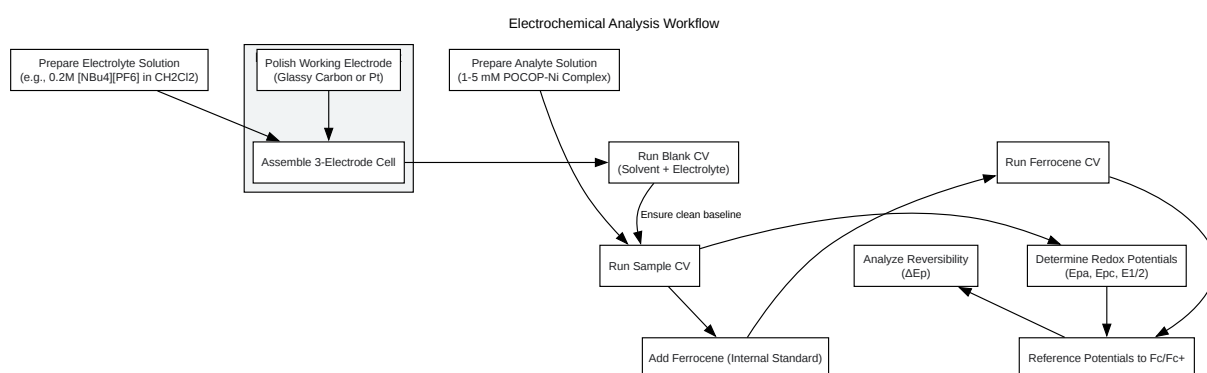 Electrochemical Analysis Workflow
Prepare Electrolyte Solution
(e.g., 0.2M [NBu4][PF6] in CH2Cl2)
Polish Working Electrode
(Glassy Carbon or Pt)
Prepare Analyte Solution
(1-5 mM POCOP-Ni Complex)
Assemble 3-Electrode Cell
Run Blank CV
(Solvent + Electrolyte)
Run Ferrocene CV
Ensure clean baseline
Run Sample CV
Analyze Reversibility
(ΔEp)
Determine Redox Potentials
(Epa, Epc, E1/2)
Add Ferrocene (Internal Standard)
Reference Potentials to Fc/Fc+